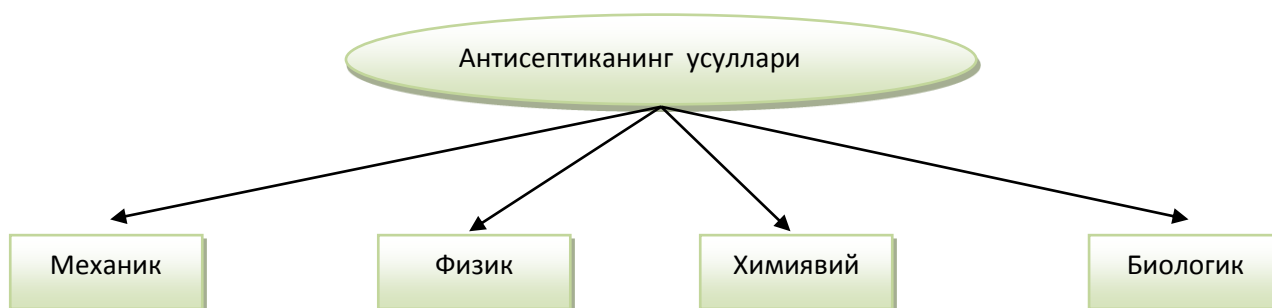 Антисептиканинг усуллари
Механик
Физик
Химиявий
Биологик